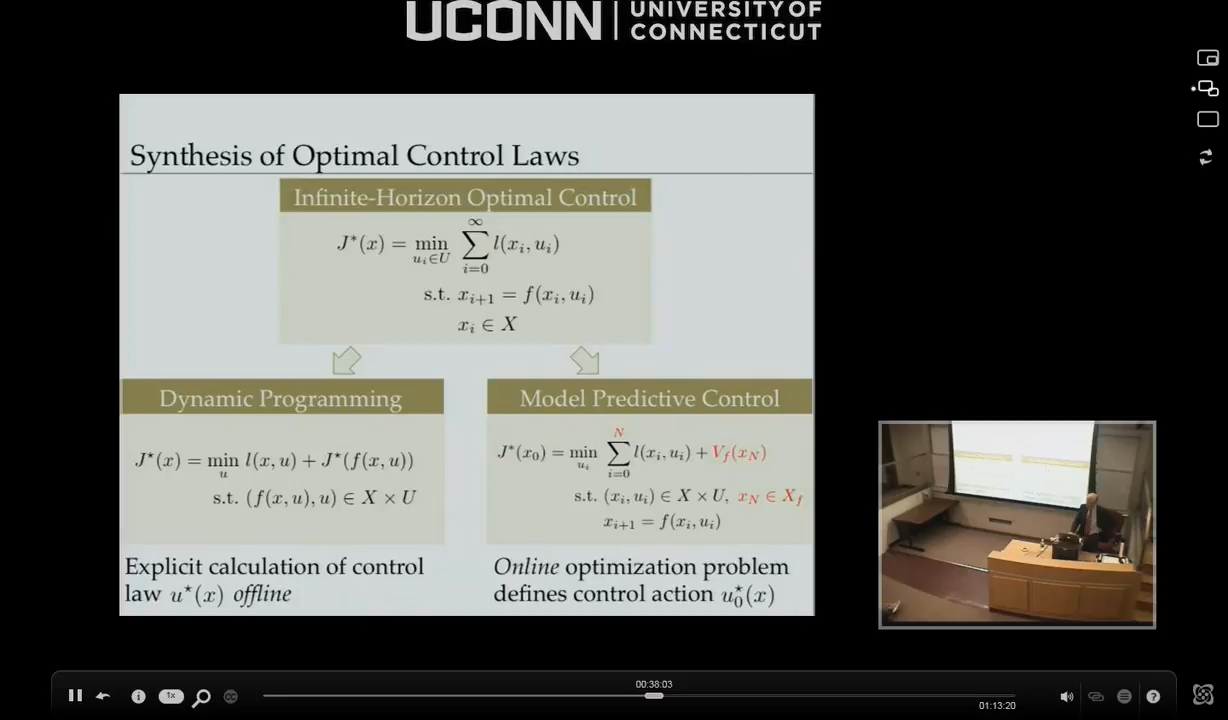 UCONN | UNIVERSITY OF CONNECTICUT
Synthesis of Optimal Control Laws
Infinite-Horizon Optimal Control
J*(x) = min_{u_i∈U} ∑_{i=0}^{∞} l(x_i, u_i)
s.t. x_{i+1} = f(x_i, u_i)
x_i ∈ X
Dynamic Programming
J*(x) = min_u l(x, u) + J*(f(x, u))
s.t. (f(x, u), u) ∈ X × U
Explicit calculation of control
law u*(x) offline
Model Predictive Control
J*(x_0) = min_{u_i} ∑_{i=0}^{N} l(x_i, u_i) + V_f(x_N)
s.t. (x_i, u_i) ∈ X × U, x_N ∈ X_f
x_{i+1} = f(x_i, u_i)
Online optimization problem
defines control action u_0*(x)
1x
CC
00:38:03
01:13:20